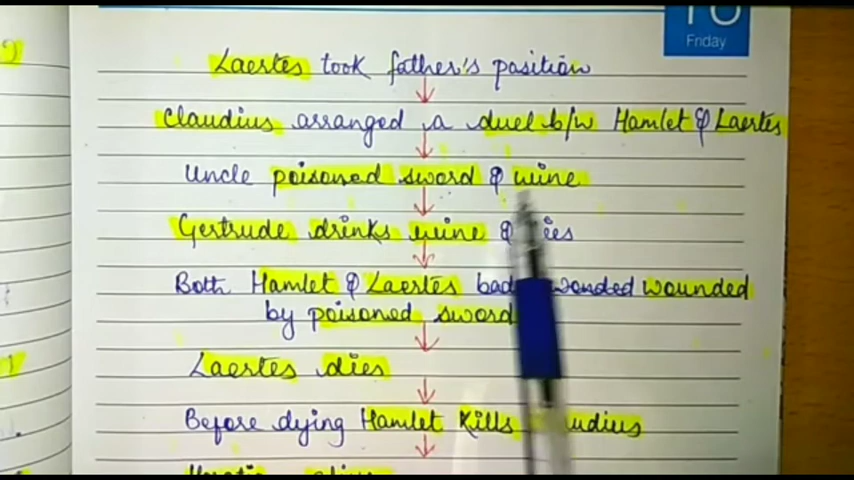 Friday
Laertes took father's position
Claudius arranged a duel b/w Hamlet & Laertes
Uncle poisoned sword & wine
Gertrude drinks wine &
Both Hamlet & Laertes wounded
by poisoned sword
Laertes dies
Before dying Hamlet Kills